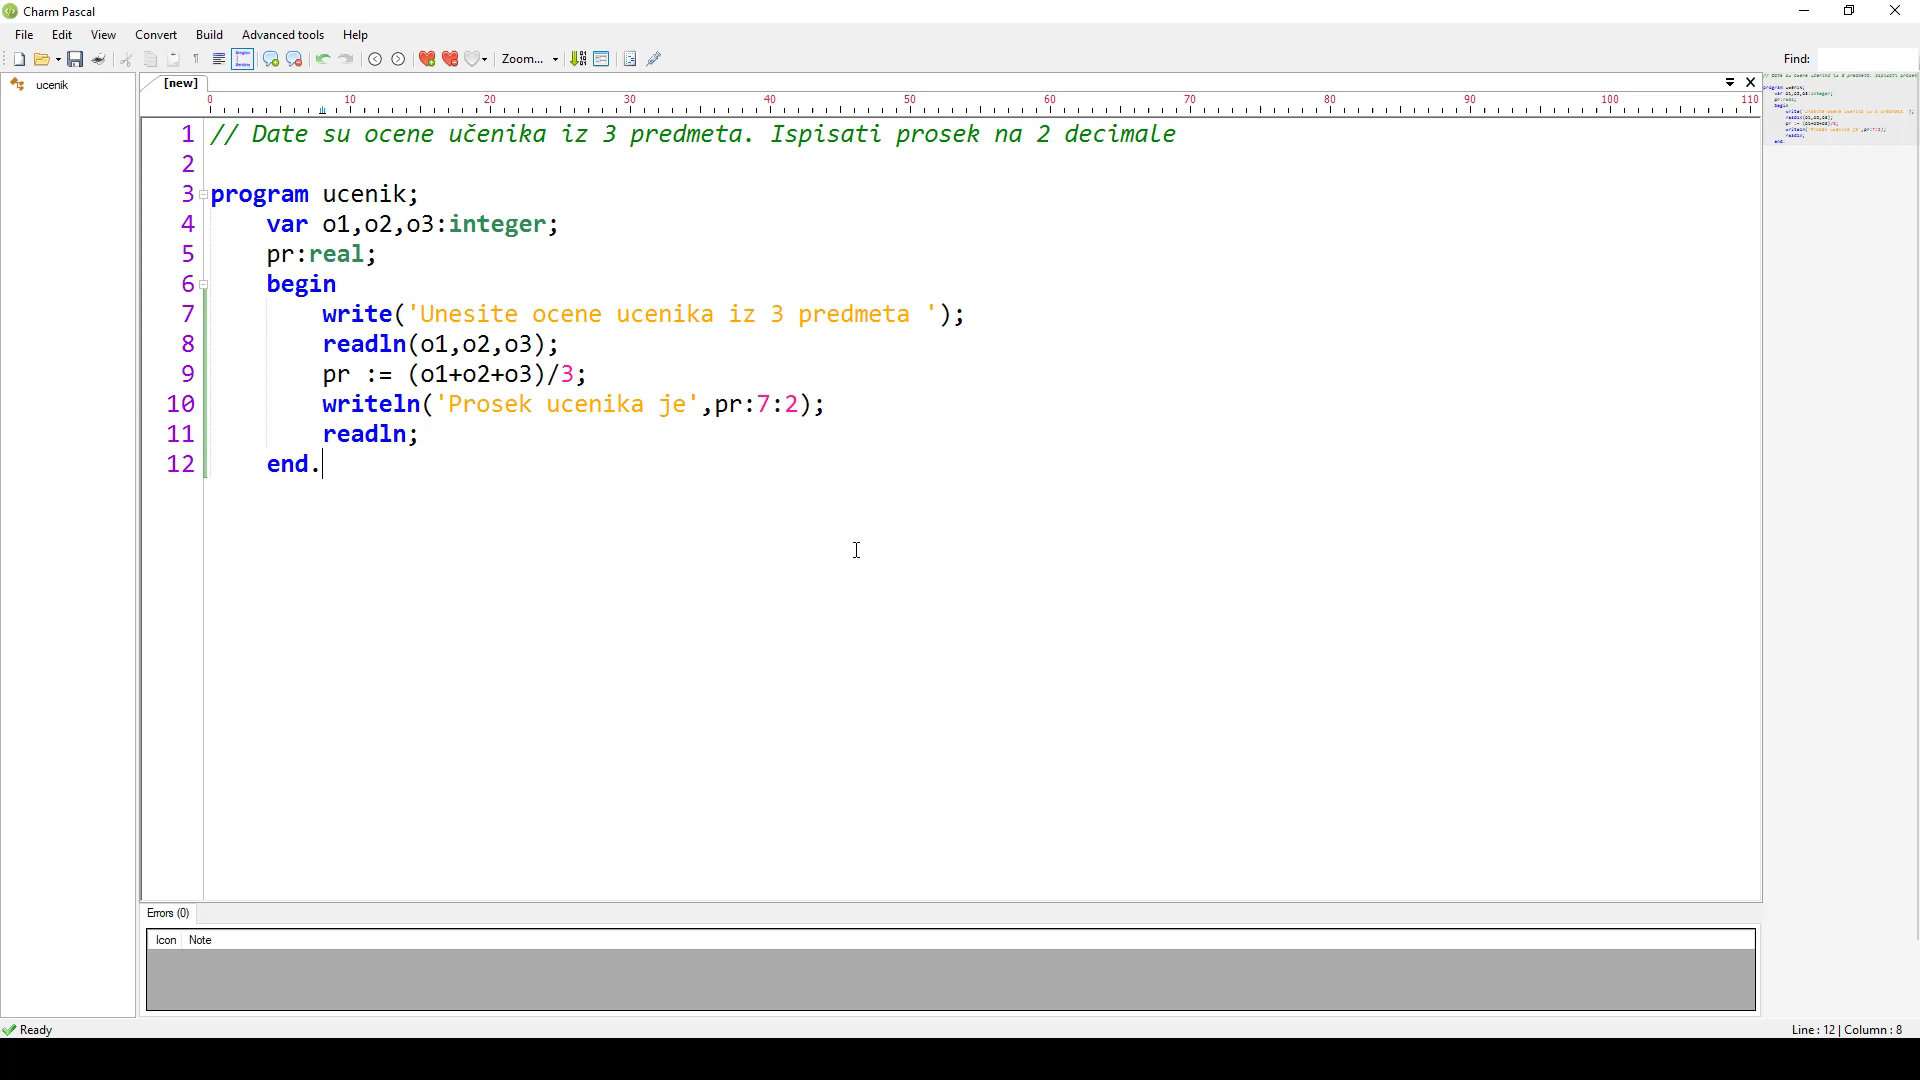 Charm Pascal
File Edit View Convert Build Advanced tools Help
Zoom... Find:
ucenik
[new]
0 10 20 30 40 50 60 70 80 90 100 110
1 // Date su ocene učenika iz 3 predmeta. Ispisati prosek na 2 decimale
2
3 program ucenik;
4 var o1,o2,o3:integer;
5 pr:real;
6 begin
7 write('Unesite ocene ucenika iz 3 predmeta ');
8 readln(o1,o2,o3);
9 pr := (o1+o2+o3)/3;
10 writeln('Prosek ucenika je',pr:7:2);
11 readln;
12 end.
Errors (0)
Icon Note
Ready
Line : 12 | Column : 8